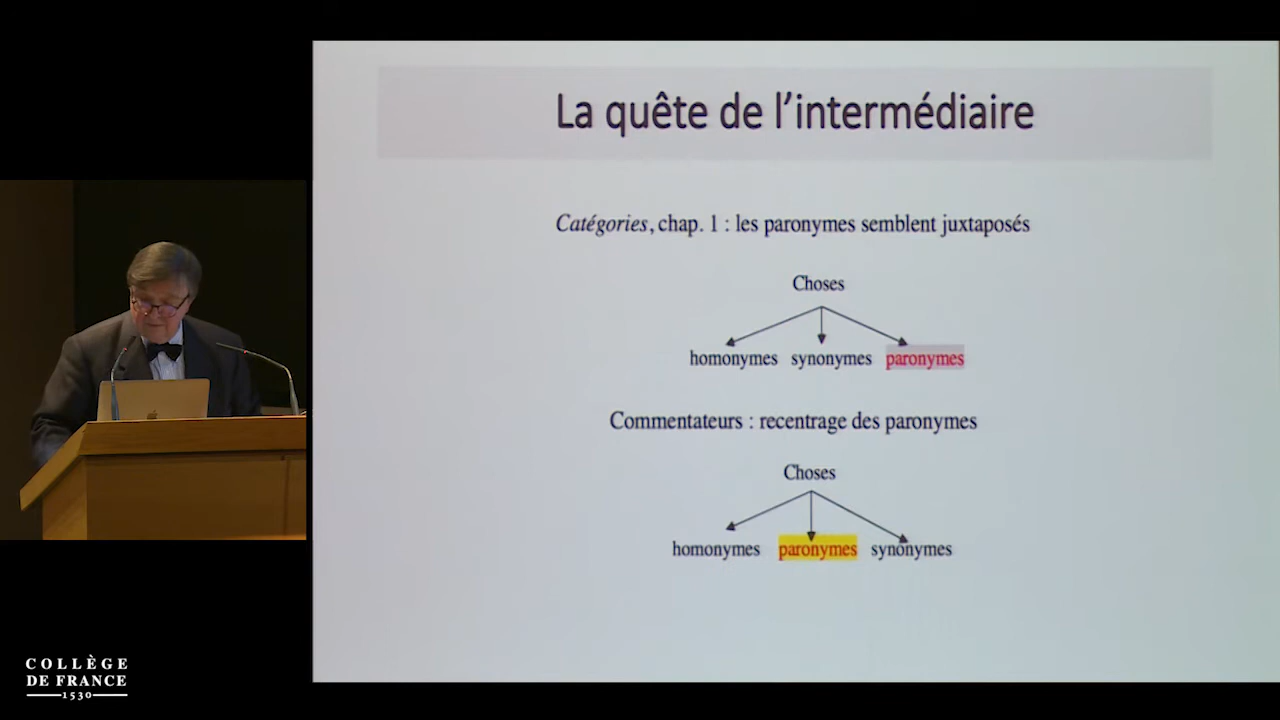 La quête de l’intermédiaire
Catégories, chap. 1 : les paronymes semblent juxtaposés
Choses
homonymes synonymes paronymes
Commentateurs : recentrage des paronymes
Choses
homonymes paronymes synonymes
COLLÈGE
DE FRANCE
1530